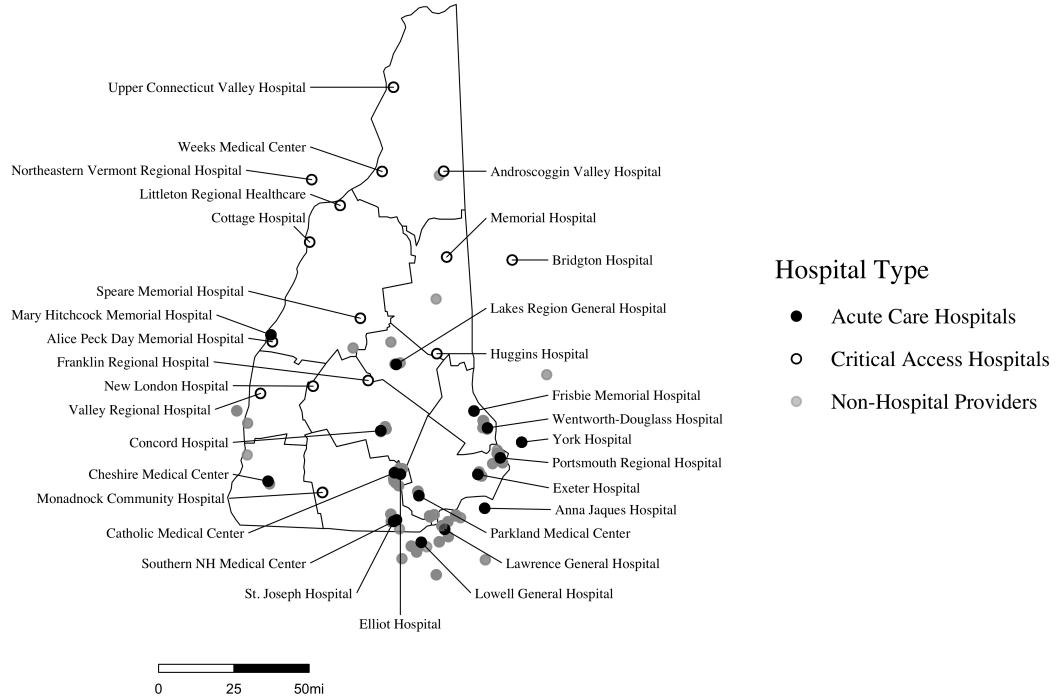 Upper Connecticut Valley Hospital
Weeks Medical Center
Northeastern Vermont Regional Hospital
Androscoggin Valley Hospital
Littleton Regional Healthcare
Cottage Hospital
Memorial Hospital
Bridgton Hospital
Hospital Type
Speare Memorial Hospital
Lakes Region General Hospital
Mary Hitchcock Memorial Hospital
Acute Care Hospitals
Alice Peck Day Memorial Hospital
Huggins Hospital
Critical Access Hospitals
Franklin Regional Hospital
New London Hospital
Frisbie Memorial Hospital
Non-Hospital Providers
Valley Regional Hospital
Wentworth-Douglass Hospital
Concord Hospital
York Hospital
Portsmouth Regional Hospital
Cheshire Medical Center
Exeter Hospital
Monadnock Community Hospital
Anna Jaques Hospital
Catholic Medical Center
Parkland Medical Center
Southern NH Medical Center
Lawrence General Hospital
St. Joseph Hospital
Lowell General Hospital
Elliot Hospital
0 25 50mi